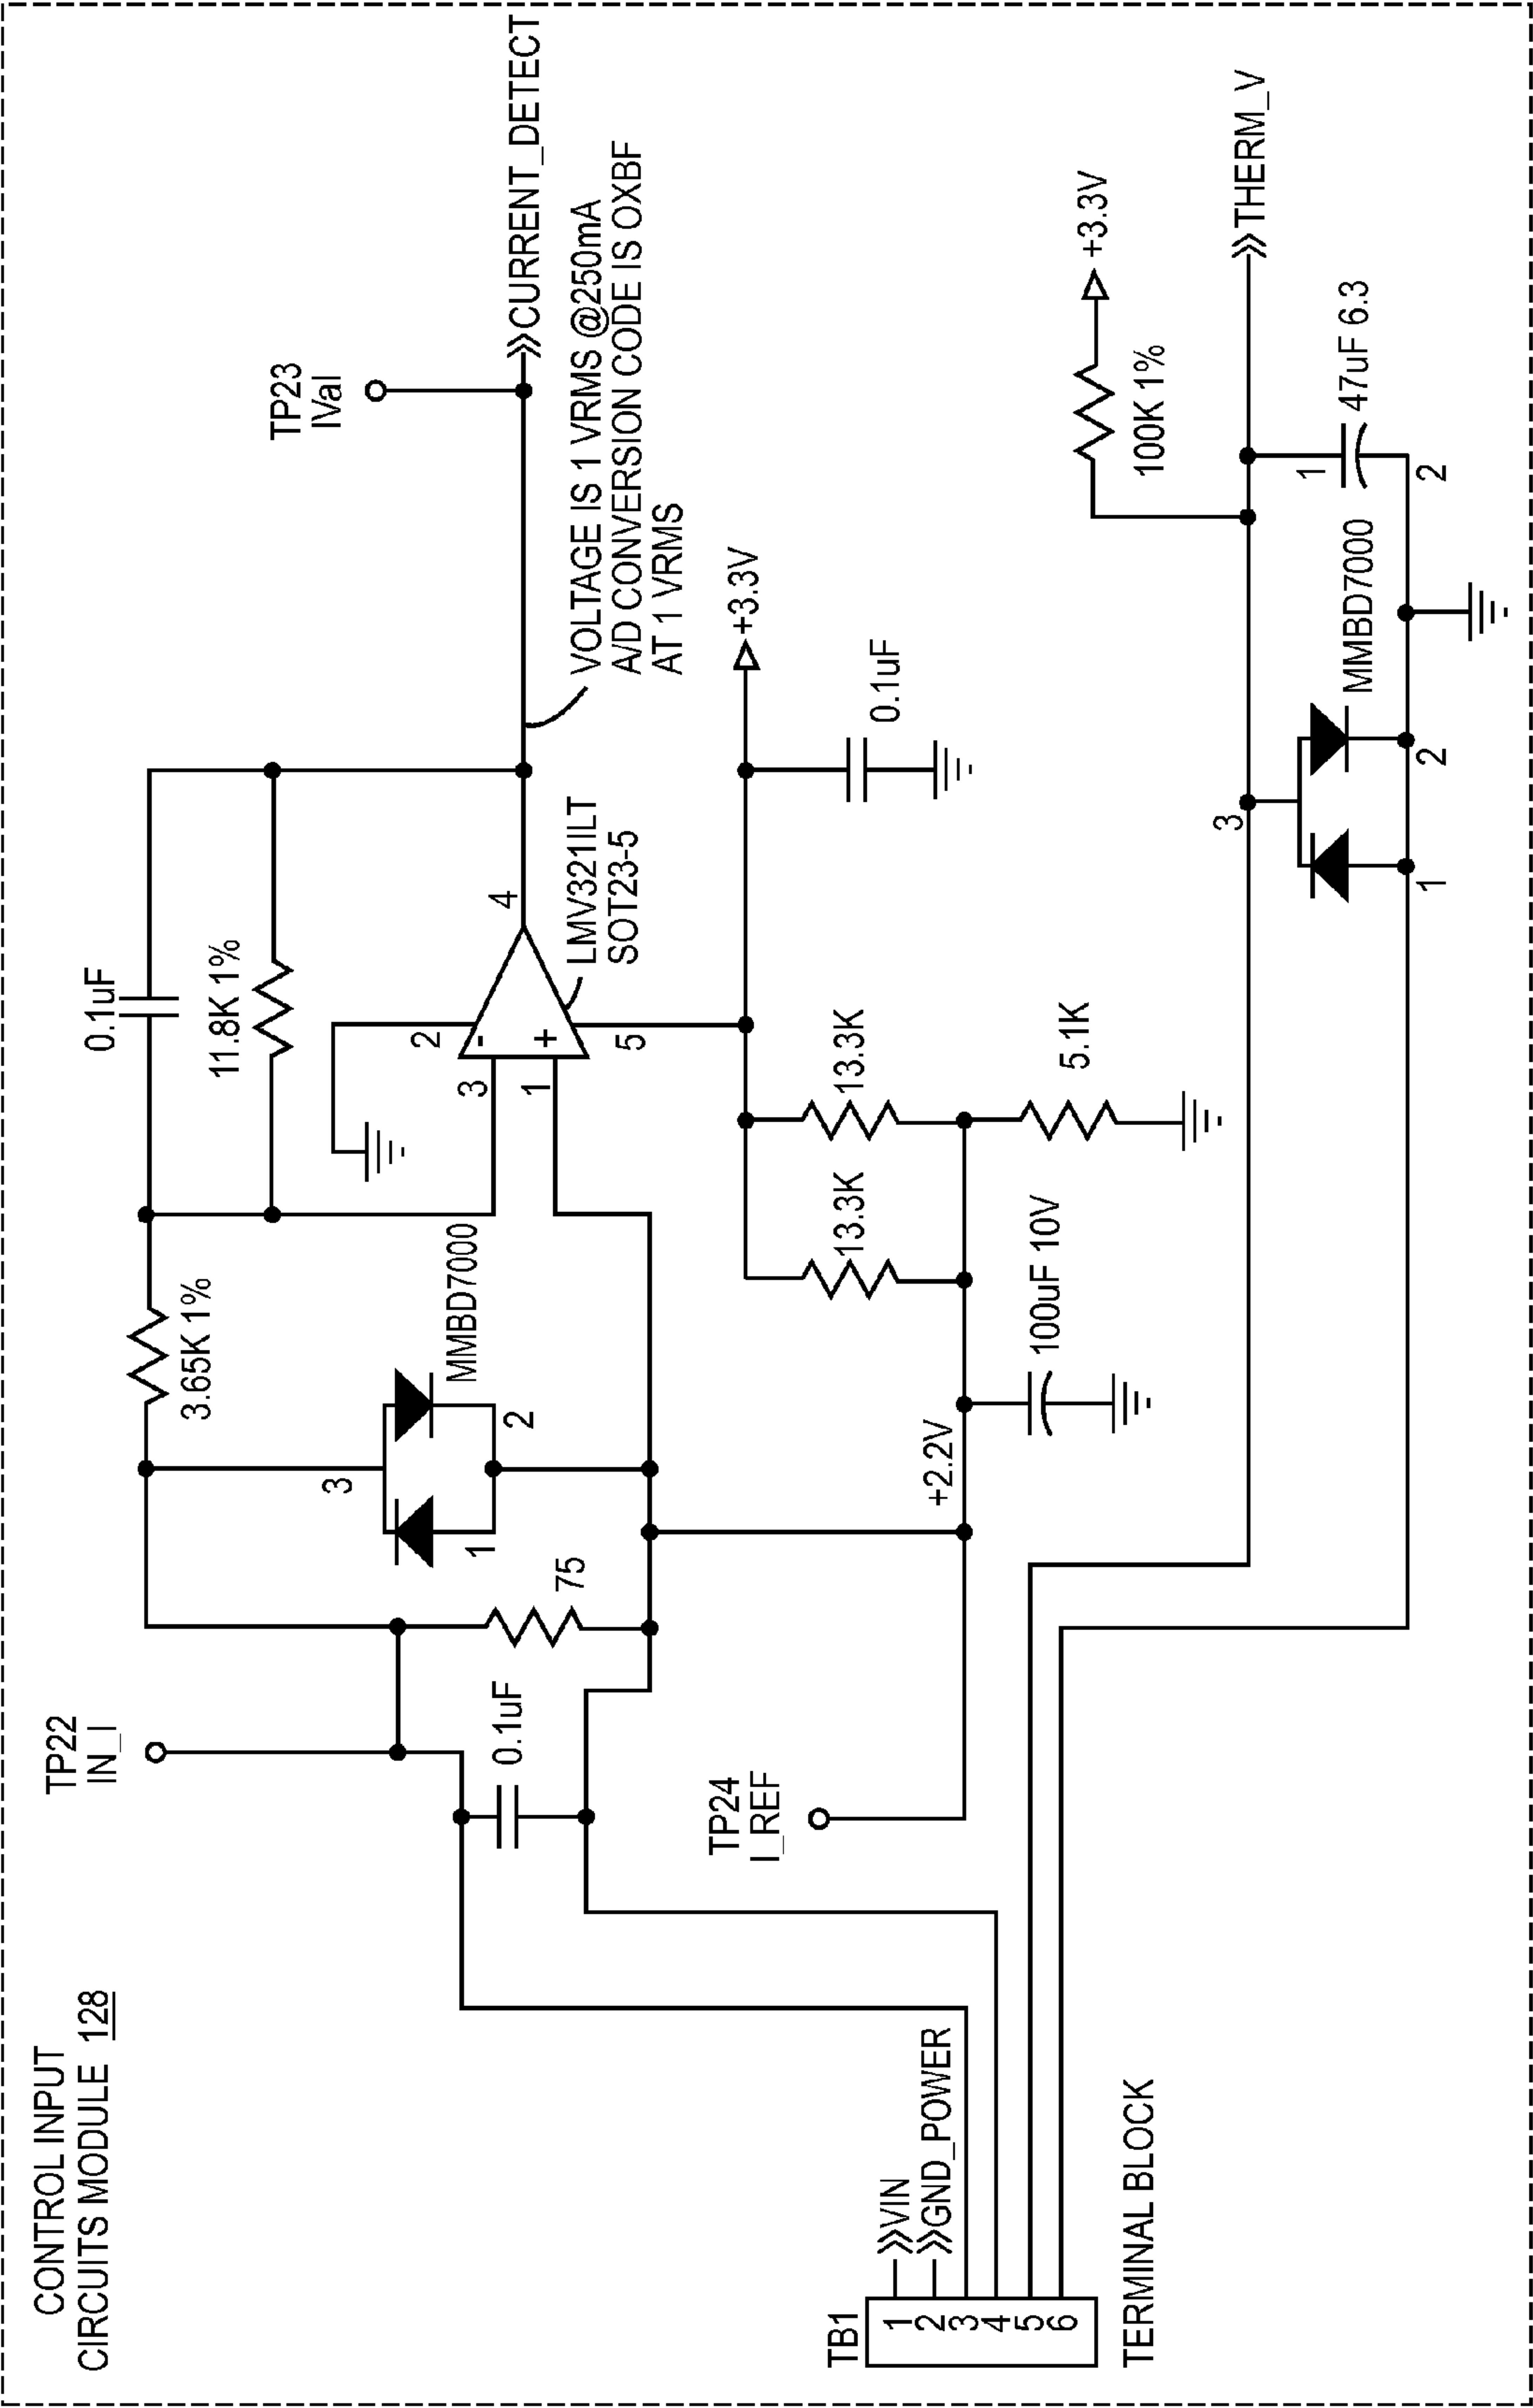 CONTROL INPUT
CIRCUITS MODULE 128
TP22
IN_I
0.1uF
75
3
1
2
MMBD7000
3.65K 1%
0.1uF
11.8K 1%
2
3
1
-
+
5
4
LMV321ILT
SOT23-5
TP23
IVal
CURRENT_DETECT
VOLTAGE IS 1 VRMS @250mA
A/D CONVERSION CODE IS OXBF
AT 1 VRMS
TP24
I_REF
+2.2V
100uF 10V
13.3K
13.3K
5.1K
+3.3V
0.1uF
TB1
1
2
3
4
5
6
VIN
GND_POWER
TERMINAL BLOCK
3
1
2
MMBD7000
100K 1%
+3.3V
1
2
47uF 6.3
THERM_V